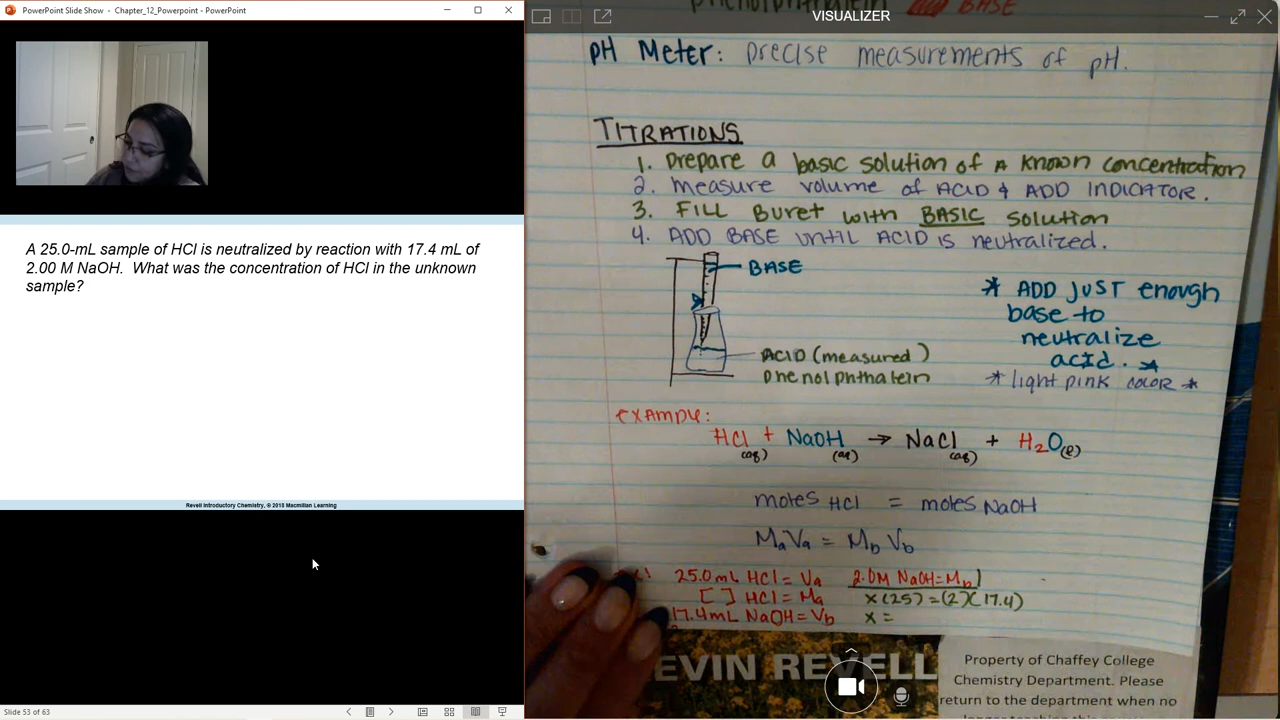 PowerPoint Slide Show - Chapter_12_Powerpoint - PowerPoint
A 25.0-mL sample of HCl is neutralized by reaction with 17.4 mL of
2.00 M NaOH. What was the concentration of HCl in the unknown
sample?
Revell Introductory Chemistry, © 2018 Macmillan Learning
Slide 53 of 63
VISUALIZER
phenolphthalein BASE
pH Meter: precise measurements of pH.
TITRATIONS
1. Prepare a basic solution of a known concentration
2. Measure volume of ACID & ADD INDICATOR.
3. FILL Buret with BASIC solution
4. ADD BASE UNTIL ACID is neutralized.
BASE
ACID (measured)
phenolphthalein
* ADD JUST enough
base to
neutralize
acid. *
* light pink color *
example:
HCl (aq) + NaOH (aq) → NaCl (aq) + H2O(l)
moles HCl = moles NaOH
MaVa = MbVb
25.0mL HCl = Va 2.0M NaOH = Mb
[ ] HCl = Ma x(25) = (2)(17.4)
17.4mL NaOH = Vb x =
KEVIN REVELL
Property of Chaffey College
Chemistry Department. Please
return to the department when no